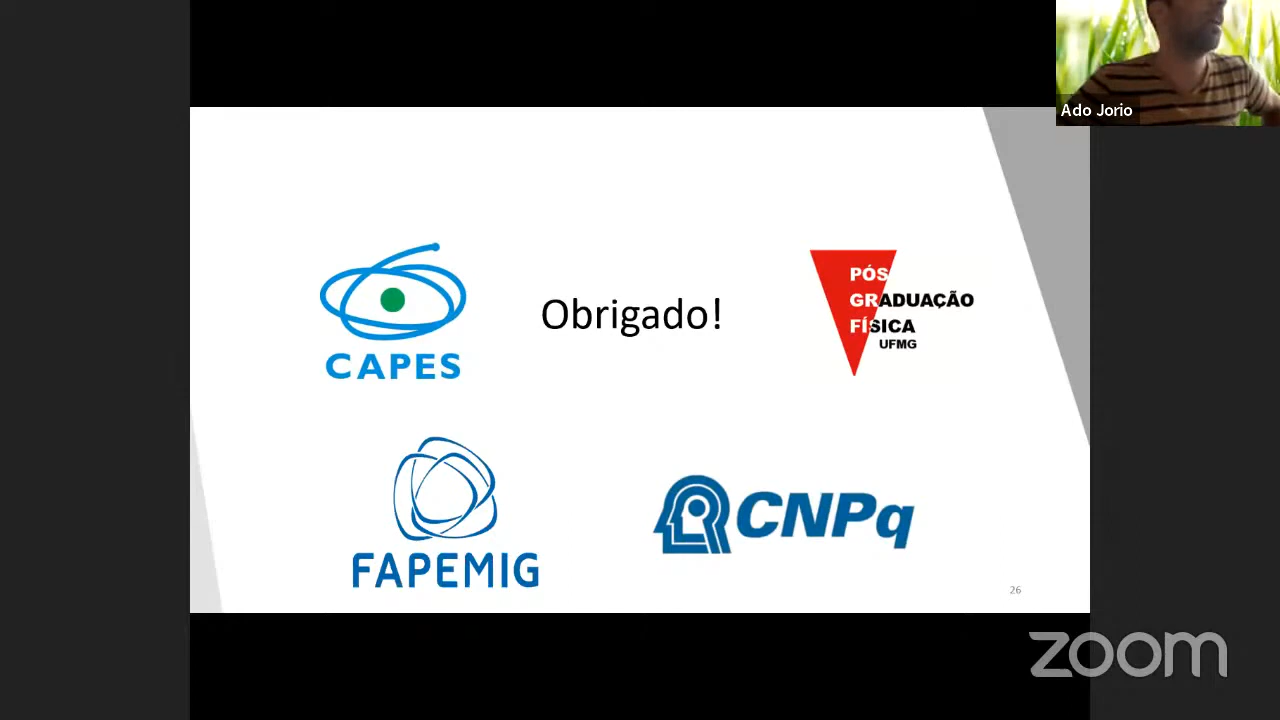 Ado Jorio
CAPES
Obrigado!
PÓS
GRADUAÇÃO
FÍSICA
UFMG
FAPEMIG
CNPq
26
zoom